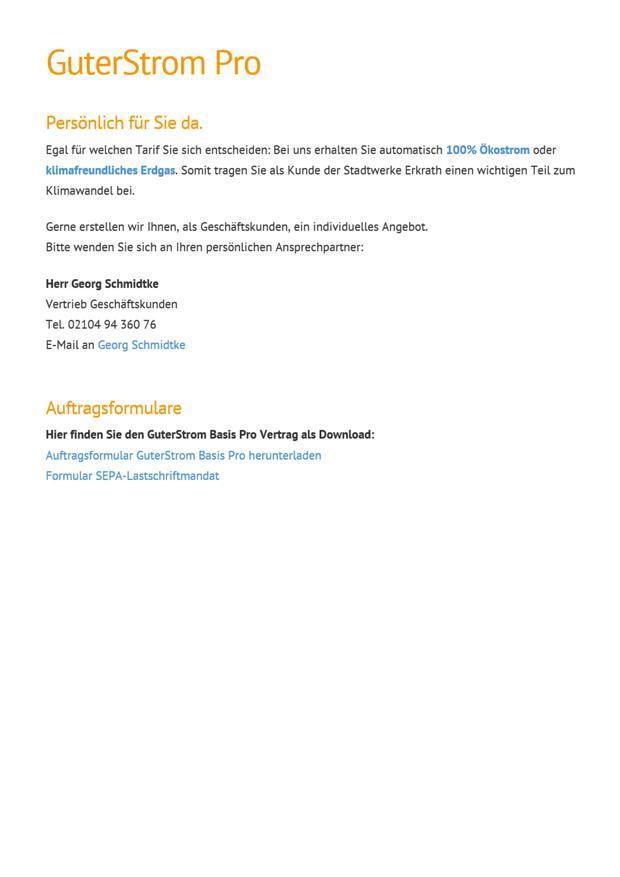 GuterStrom Pro
Persönlich für Sie da.
Egal für welchen Tarif Sie sich entscheiden: Bei uns erhalten Sie automatisch 100% Ökostrom oder
klimafreundliches Erdgas. Somit tragen Sie als Kunde der Stadtwerke Erkrath einen wichtigen Teil zum
Klimawandel bei.
Gerne erstellen wir Ihnen, als Geschäftskunden, ein individuelles Angebot.
Bitte wenden Sie sich an Ihren persönlichen Ansprechpartner:
Herr Georg Schmidtke
Vertrieb Geschäftskunden
Tel. 02104 94 360 76
E-Mail an Georg Schmidtke
Auftragsformulare
Hier finden Sie den GuterStrom Basis Pro Vertrag als Download:
Auftragsformular GuterStrom Basis Pro herunterladen
Formular SEPA-Lastschriftmandat